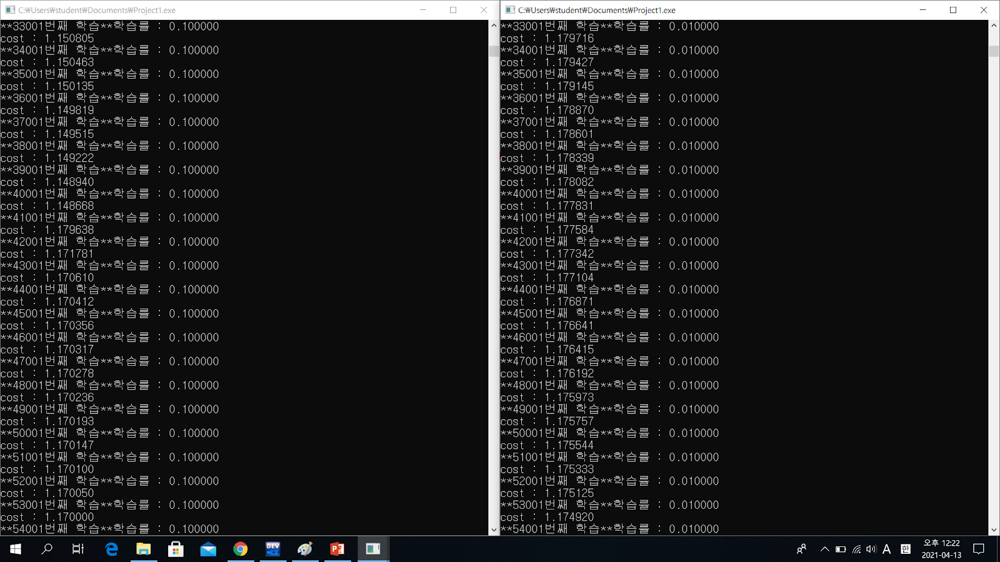 C:₩Users₩student₩Documents₩Project1.exe
**33001번째 학습**학습률 : 0.100000
cost : 1.150805
**34001번째 학습**학습률 : 0.100000
cost : 1.150463
**35001번째 학습**학습률 : 0.100000
cost : 1.150135
**36001번째 학습**학습률 : 0.100000
cost : 1.149819
**37001번째 학습**학습률 : 0.100000
cost : 1.149515
**38001번째 학습**학습률 : 0.100000
cost : 1.149222
**39001번째 학습**학습률 : 0.100000
cost : 1.148940
**40001번째 학습**학습률 : 0.100000
cost : 1.148668
**41001번째 학습**학습률 : 0.100000
cost : 1.179638
**42001번째 학습**학습률 : 0.100000
cost : 1.171781
**43001번째 학습**학습률 : 0.100000
cost : 1.170610
**44001번째 학습**학습률 : 0.100000
cost : 1.170412
**45001번째 학습**학습률 : 0.100000
cost : 1.170356
**46001번째 학습**학습률 : 0.100000
cost : 1.170317
**47001번째 학습**학습률 : 0.100000
cost : 1.170278
**48001번째 학습**학습률 : 0.100000
cost : 1.170236
**49001번째 학습**학습률 : 0.100000
cost : 1.170193
**50001번째 학습**학습률 : 0.100000
cost : 1.170147
**51001번째 학습**학습률 : 0.100000
cost : 1.170100
**52001번째 학습**학습률 : 0.100000
cost : 1.170050
**53001번째 학습**학습률 : 0.100000
cost : 1.170000
**54001번째 학습**학습률 : 0.100000
C:₩Users₩student₩Documents₩Project1.exe
**33001번째 학습**학습률 : 0.010000
cost : 1.179716
**34001번째 학습**학습률 : 0.010000
cost : 1.179427
**35001번째 학습**학습률 : 0.010000
cost : 1.179145
**36001번째 학습**학습률 : 0.010000
cost : 1.178870
**37001번째 학습**학습률 : 0.010000
cost : 1.178601
**38001번째 학습**학습률 : 0.010000
cost : 1.178339
**39001번째 학습**학습률 : 0.010000
cost : 1.178082
**40001번째 학습**학습률 : 0.010000
cost : 1.177831
**41001번째 학습**학습률 : 0.010000
cost : 1.177584
**42001번째 학습**학습률 : 0.010000
cost : 1.177342
**43001번째 학습**학습률 : 0.010000
cost : 1.177104
**44001번째 학습**학습률 : 0.010000
cost : 1.176871
**45001번째 학습**학습률 : 0.010000
cost : 1.176641
**46001번째 학습**학습률 : 0.010000
cost : 1.176415
**47001번째 학습**학습률 : 0.010000
cost : 1.176192
**48001번째 학습**학습률 : 0.010000
cost : 1.175973
**49001번째 학습**학습률 : 0.010000
cost : 1.175757
**50001번째 학습**학습률 : 0.010000
cost : 1.175544
**51001번째 학습**학습률 : 0.010000
cost : 1.175333
**52001번째 학습**학습률 : 0.010000
cost : 1.175125
**53001번째 학습**학습률 : 0.010000
cost : 1.174920
**54001번째 학습**학습률 : 0.010000
DEV
C++
A
한
오후 12:22
2021-04-13